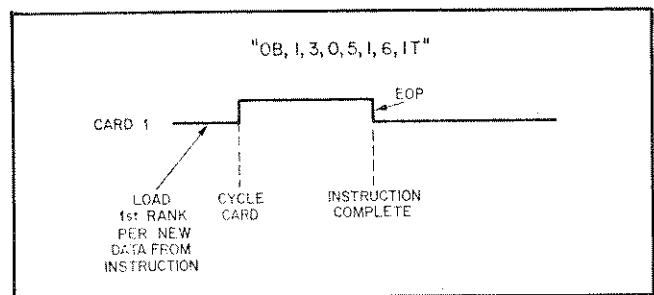 "OB, 1, 3, 0, 5, 1, 6, 1T"
EOP
CARD 1
LOAD
1st RANK
PER NEW
DATA FROM
INSTRUCTION
CYCLE
CARD
INSTRUCTION
COMPLETE